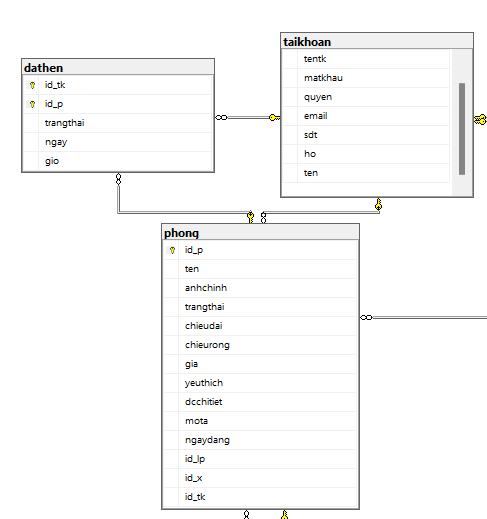 dathen
id_tk
id_p
trangthai
ngay
gio
taikhoan
tentk
matkhau
quyen
email
sdt
ho
ten
phong
id_p
ten
anhchinh
trangthai
chieudai
chieurong
gia
yeuthich
dcchitiet
mota
ngaydang
id_lp
id_x
id_tk